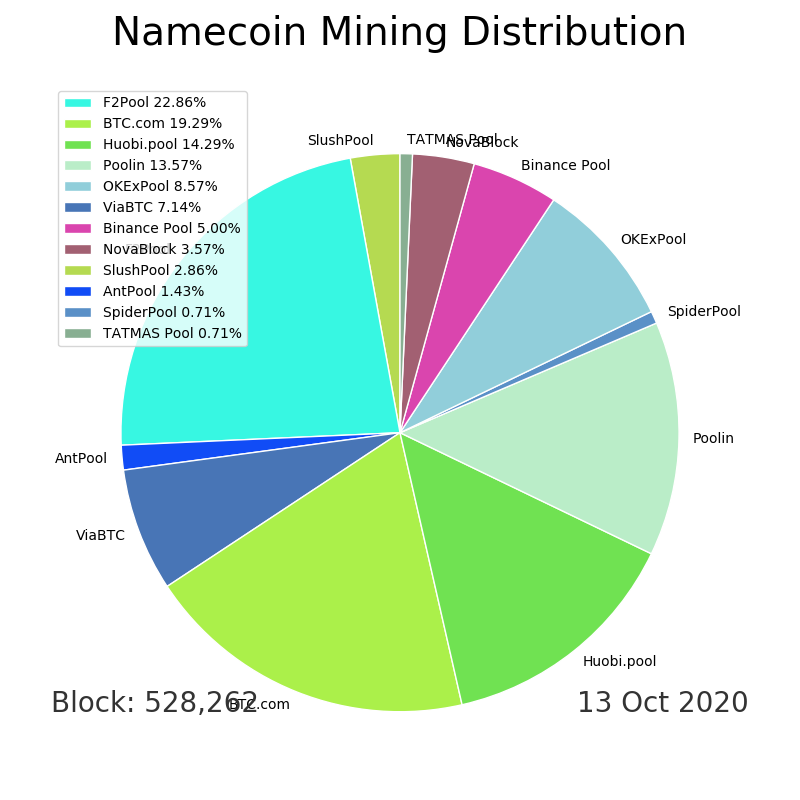 Namecoin Mining Distribution
F2Pool 22.86%
BTC.com 19.29%
Huobi.pool 14.29%
Poolin 13.57%
OKExPool 8.57%
ViaBTC 7.14%
Binance Pool 5.00%
NovaBlock 3.57%
SlushPool 2.86%
AntPool 1.43%
SpiderPool 0.71%
TATMAS Pool 0.71%
SlushPool
TATMAS Pool
NovaBlock
Binance Pool
OKExPool
SpiderPool
Poolin
AntPool
ViaBTC
Huobi.pool
BTC.com
Block: 528,262
13 Oct 2020